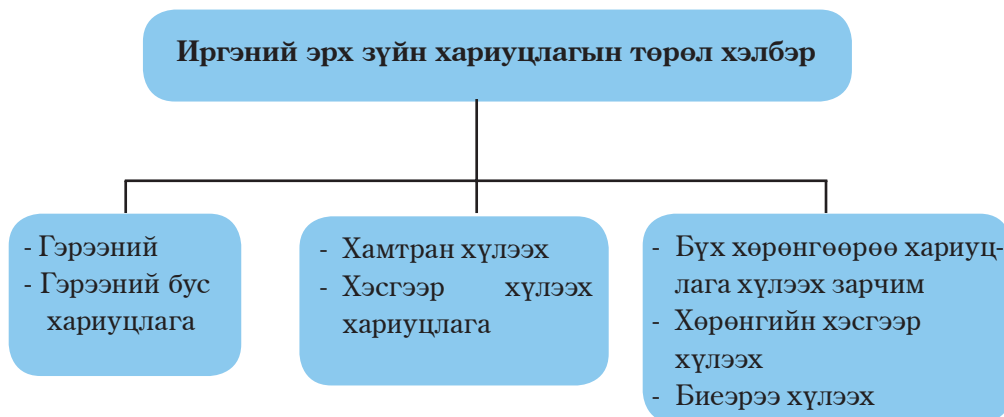 Иргэний эрх зүйн хариуцлагын төрөл хэлбэр
- Гэрээний
- Гэрээний бус
хариуцлага
- Хамтран хүлээх
- Хэсгээр хүлээх
хариуцлага
- Бүх хөрөнгөөрөө хариуц-
лага хүлээх зарчим
- Хөрөнгийн хэсгээр
хүлээх
- Биеэрээ хүлээх